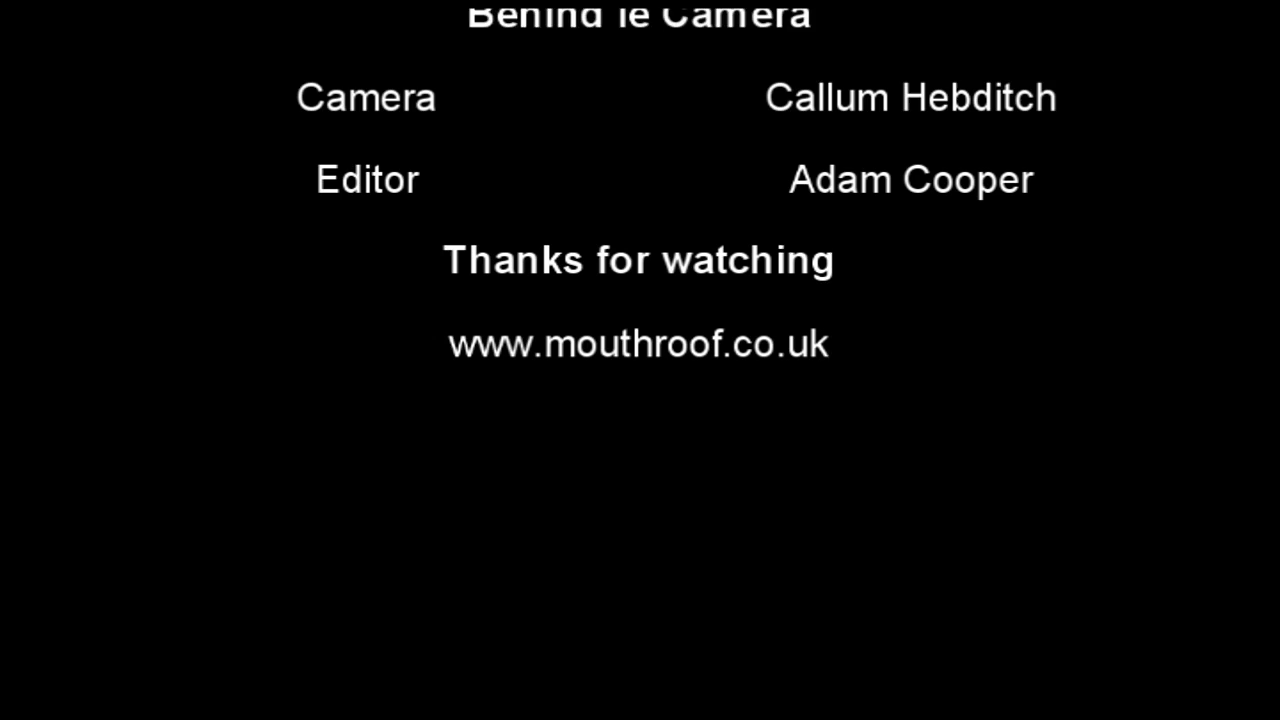 Behind le Camera
Camera Callum Hebditch
Editor Adam Cooper
Thanks for watching
www.mouthroof.co.uk